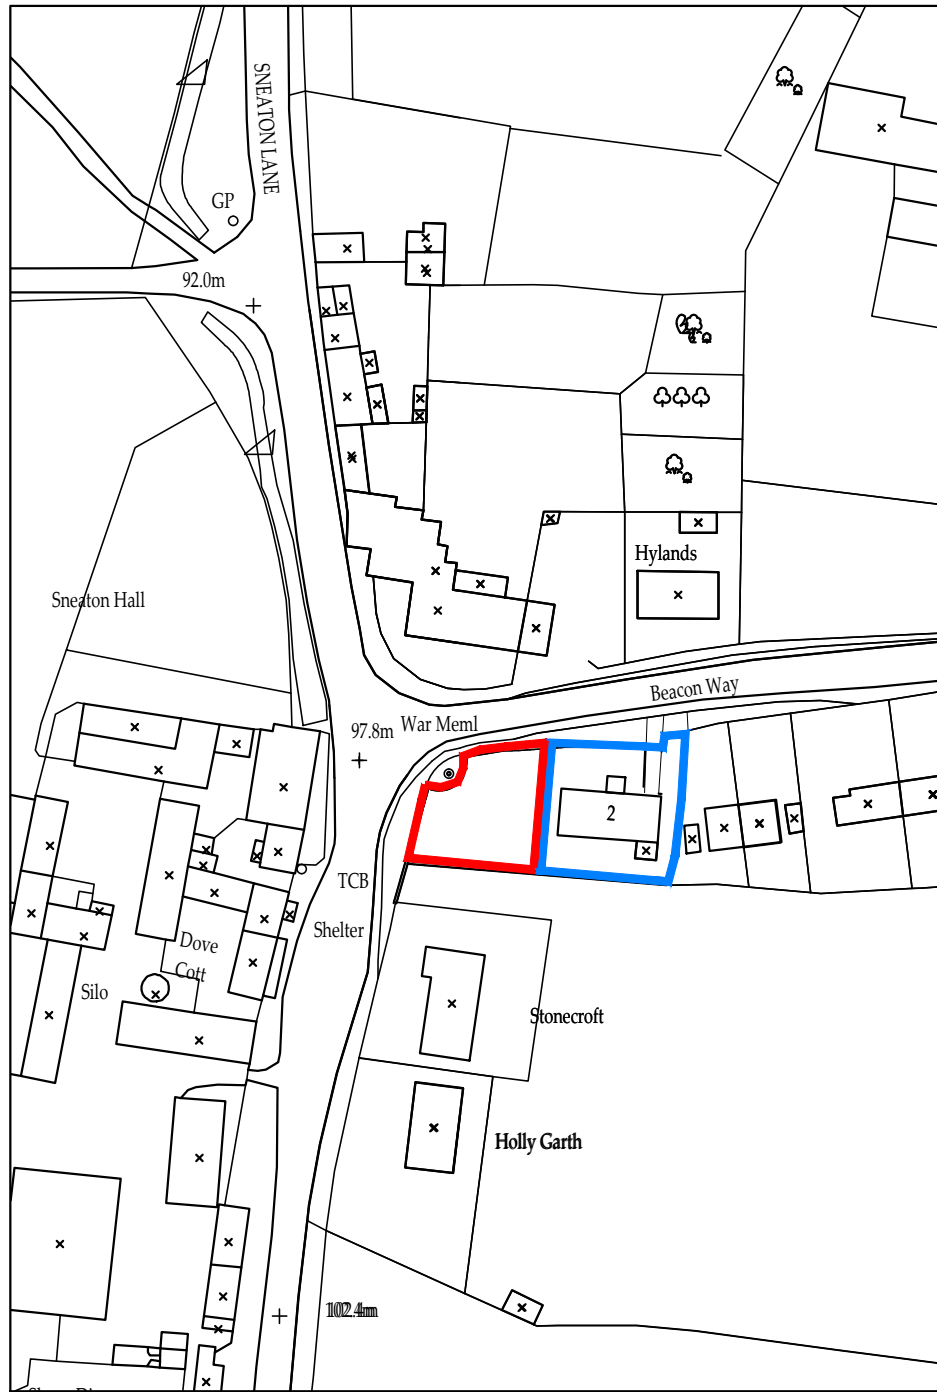 SNEATON LANE
GP
92.0m
Hylands
Sneaton Hall
Beacon Way
War Meml
97.8m
2
TCB
Shelter
Dove
Cott
Silo
Stonecroft
Holly Garth
102.4m